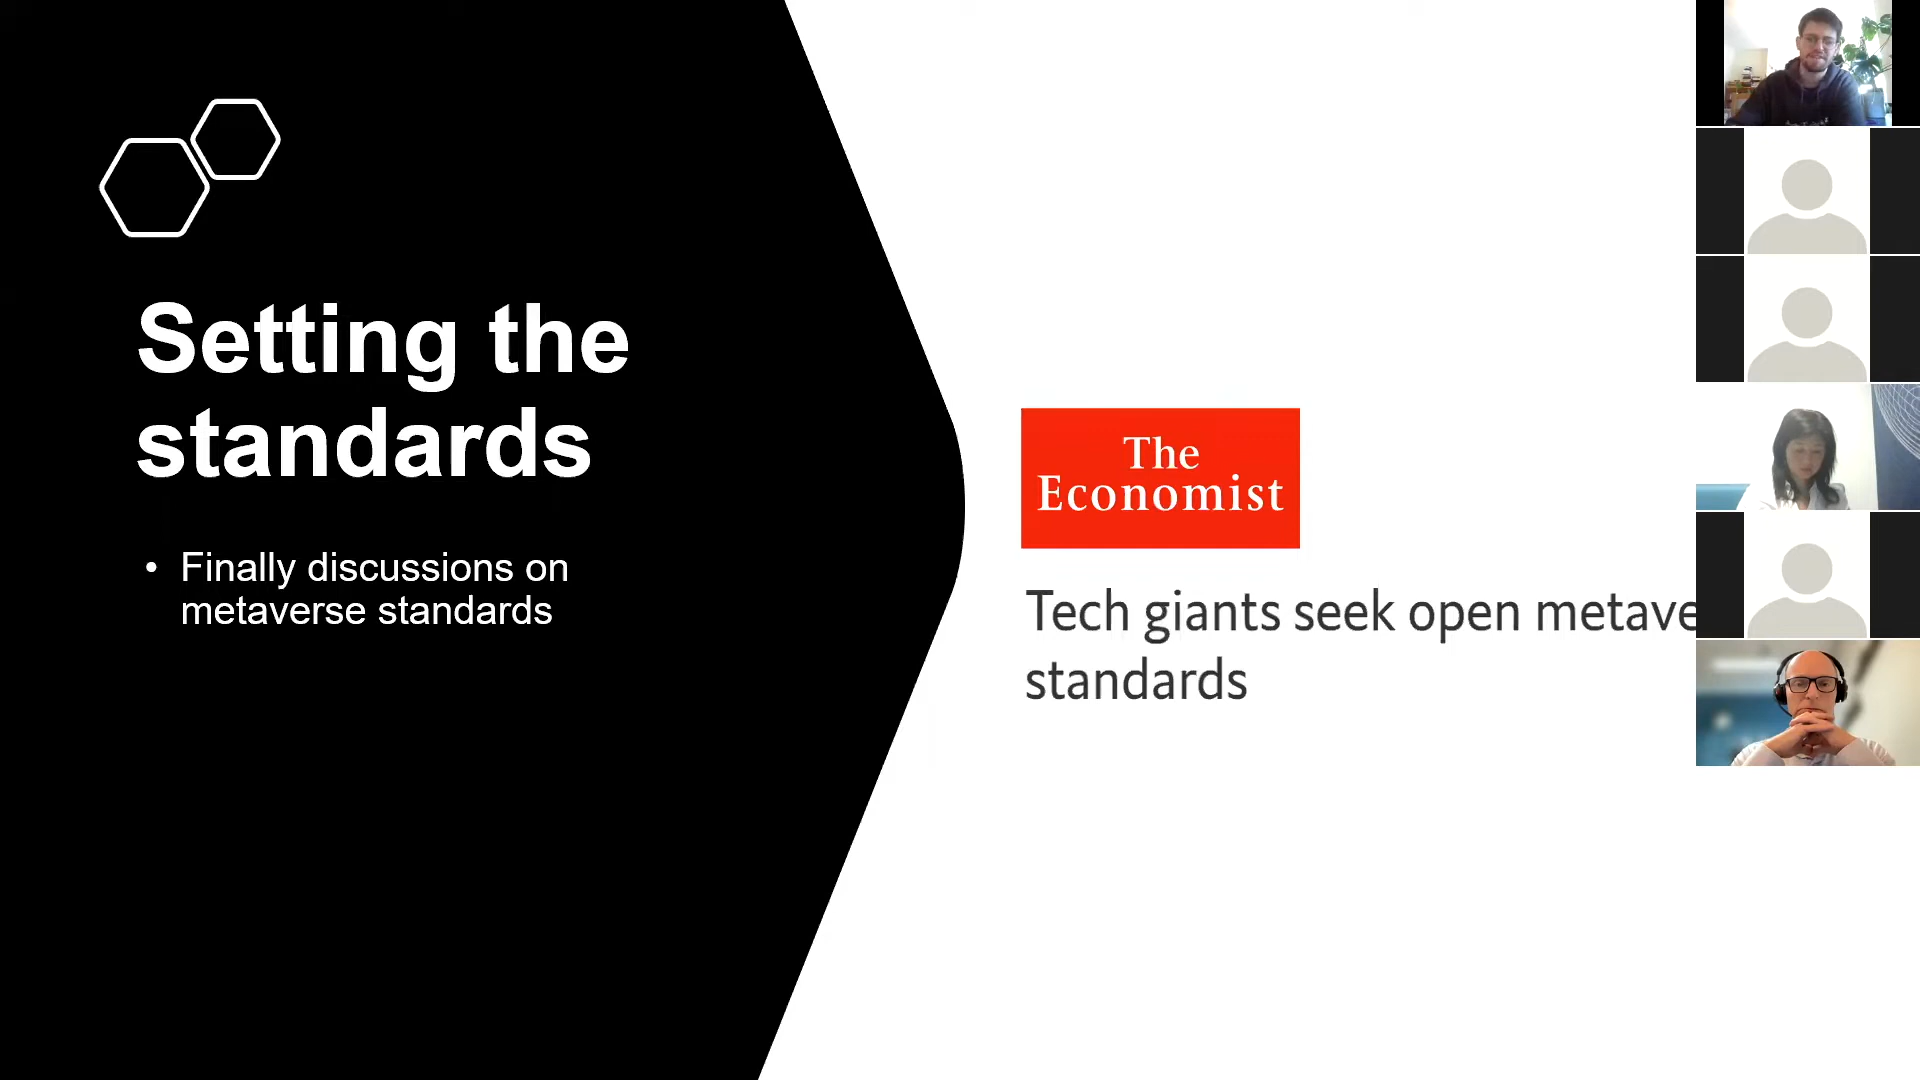 Setting the
standards
• Finally discussions on
metaverse standards
The
Economist
Tech giants seek open metave
standards